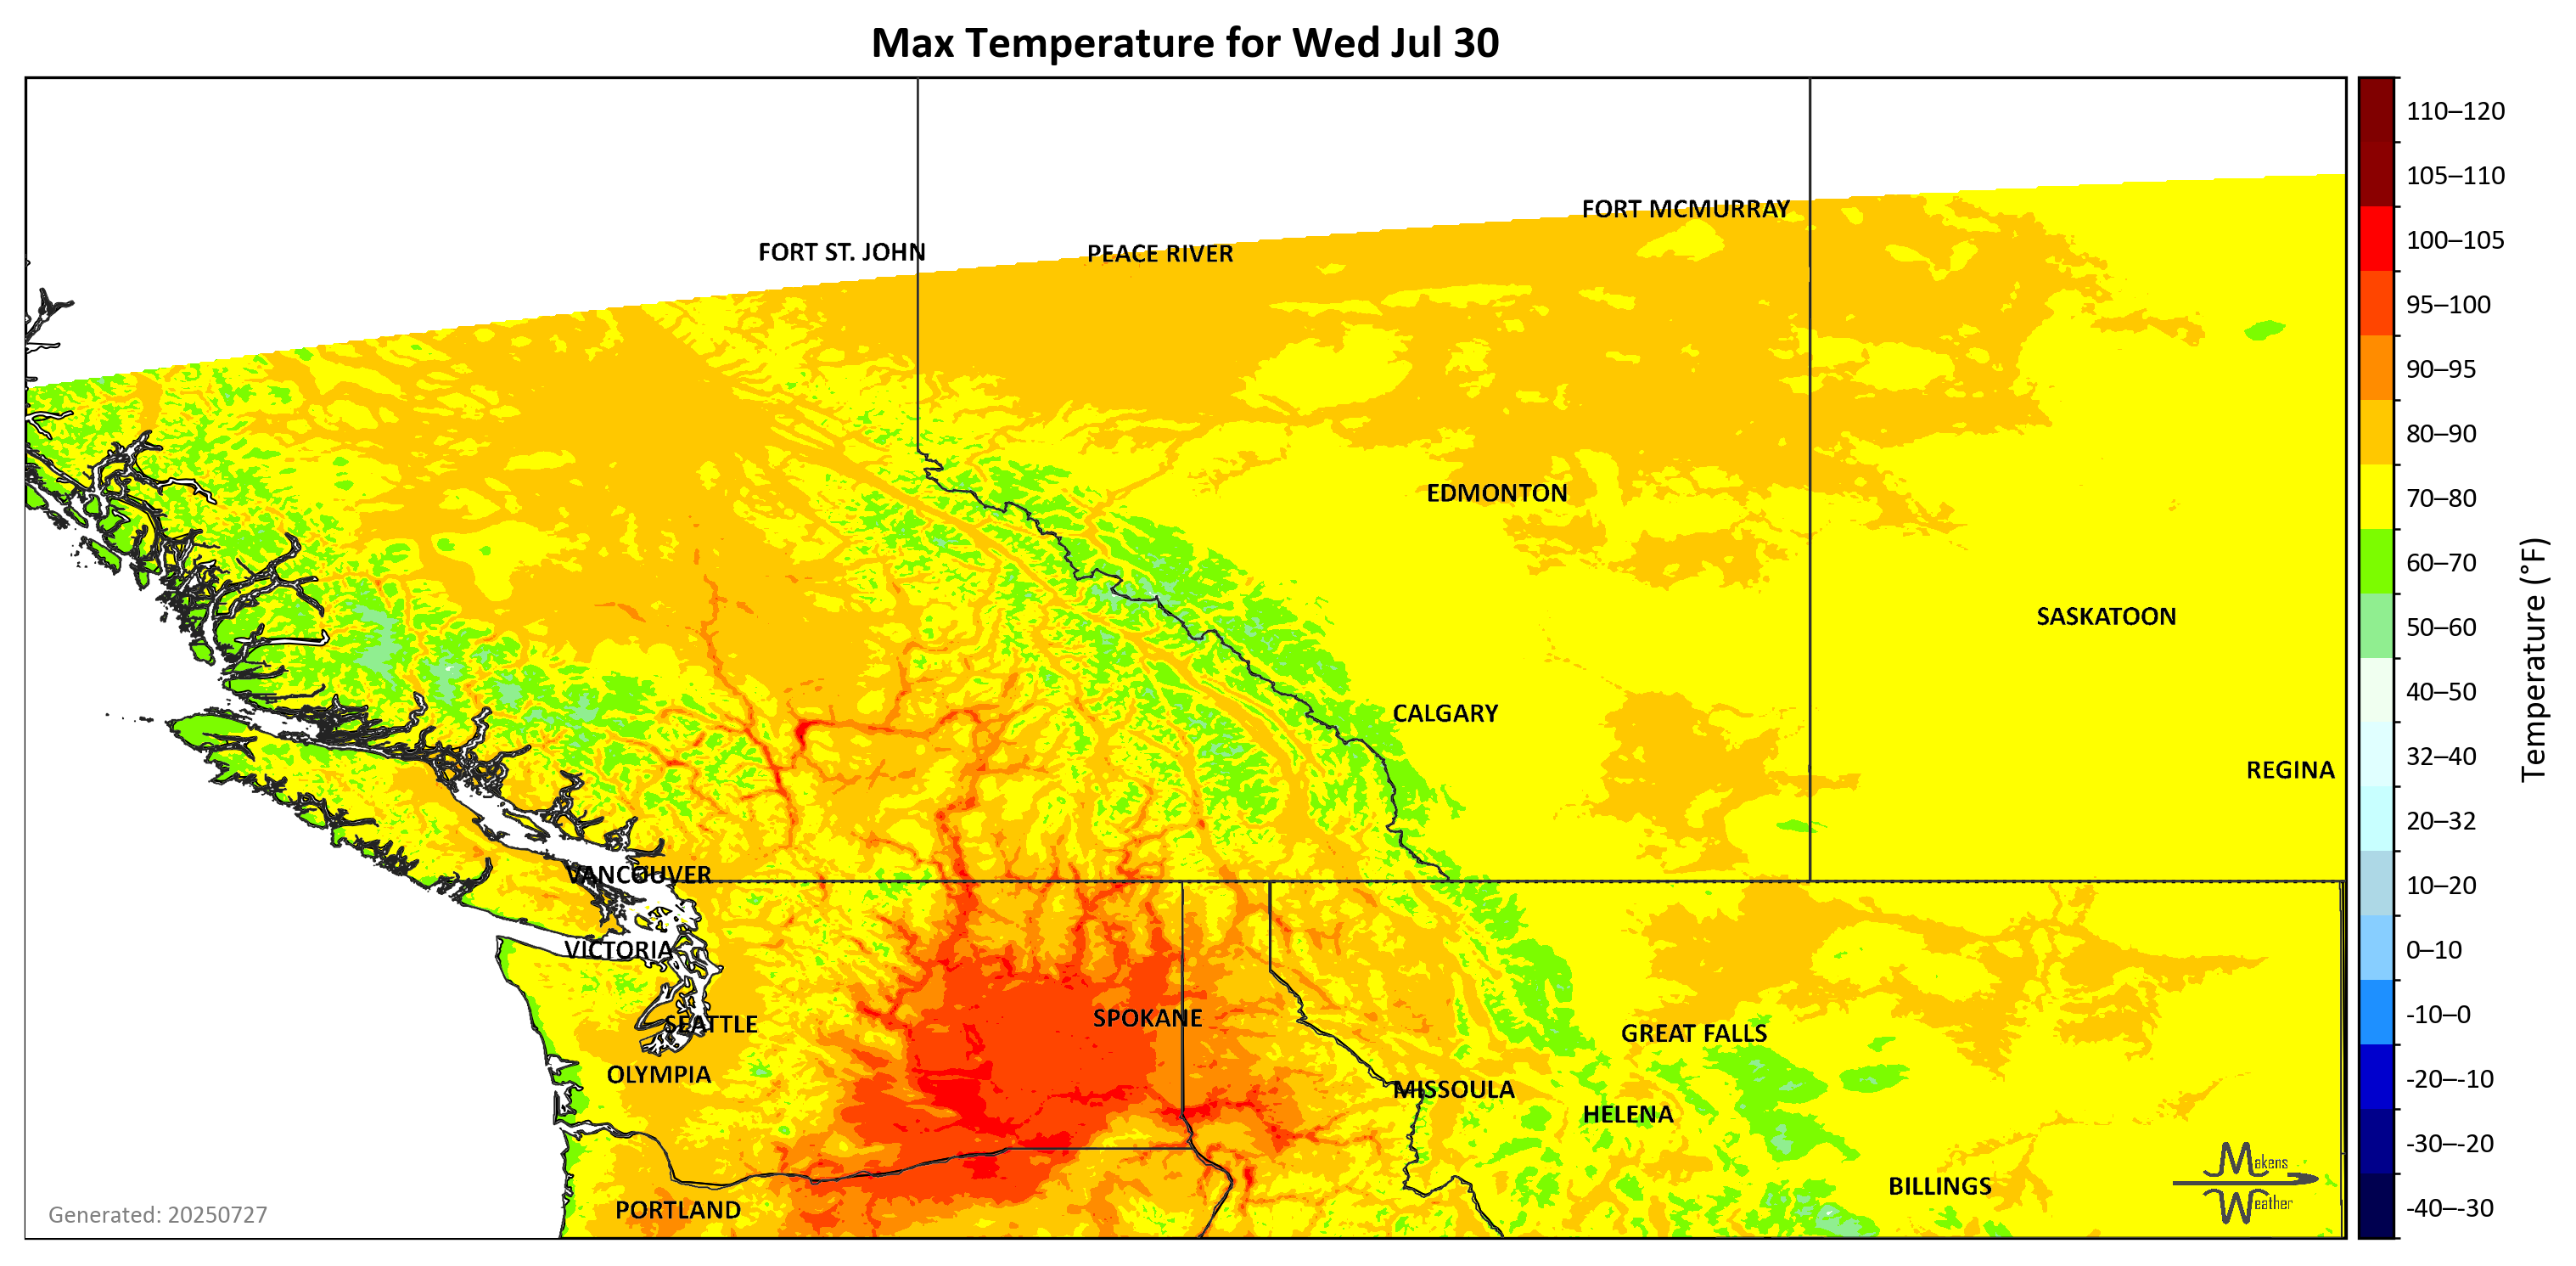 Max Temperature for Wed Jul 30
FORT MCMURRAY
FORT ST. JOHN
PEACE RIVER
EDMONTON
SASKATOON
CALGARY
REGINA
VANCOUVER
VICTORIA
SEATTLE
SPOKANE
GREAT FALLS
OLYMPIA
MISSOULA
HELENA
BILLINGS
PORTLAND
Makens
Weather
Generated: 20250727
110–120
105–110
100–105
95–100
90–95
80–90
70–80
60–70
50–60
40–50
32–40
20–32
10–20
0–10
-10–0
-20–-10
-30–-20
-40–-30
Temperature (°F)